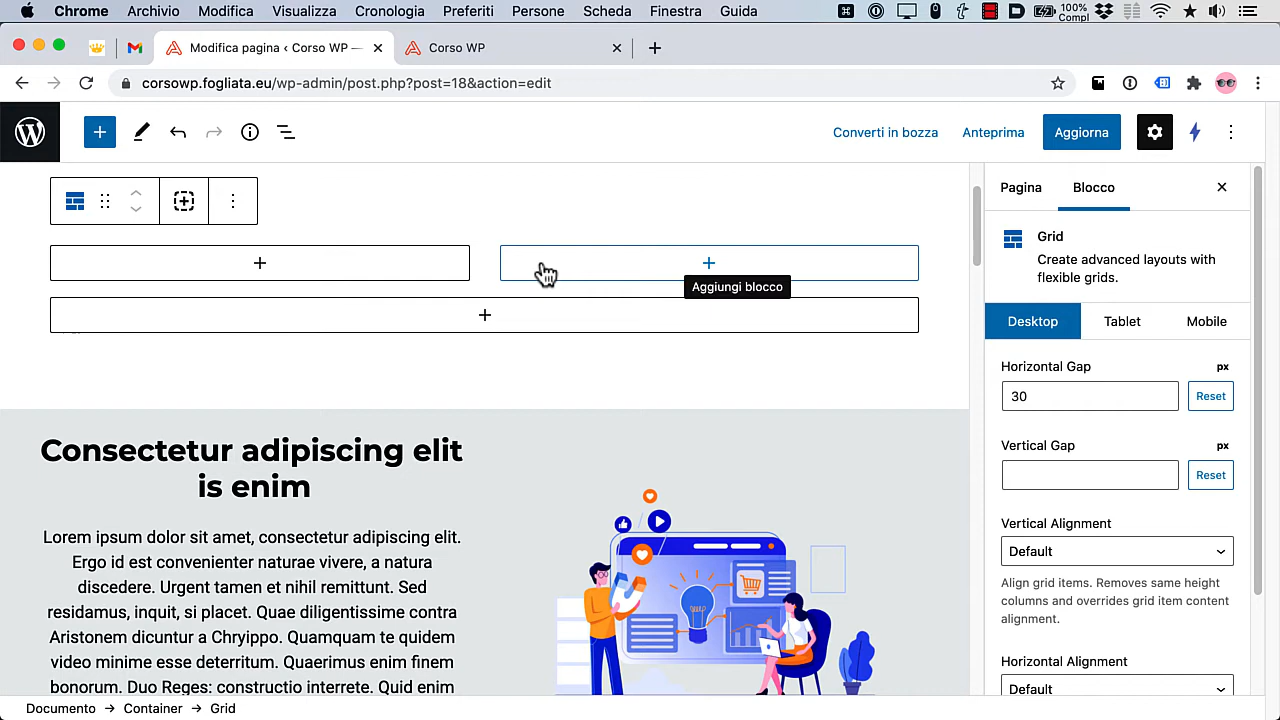 Chrome Archivio Modifica Visualizza Cronologia Preferiti Persone Scheda Finestra Guida 100% Compl
Modifica pagina ‹ Corso WP — Corso WP
corsowp.fogliata.eu/wp-admin/post.php?post=18&action=edit
Converti in bozza Anteprima Aggiorna
Pagina Blocco
Grid
Create advanced layouts with
flexible grids.
Aggiungi blocco
Desktop Tablet Mobile
Horizontal Gap px
30 Reset
Vertical Gap px
Reset
Vertical Alignment
Default
Align grid items. Removes same height
columns and overrides grid item content
alignment.
Horizontal Alignment
Default
Consectetur adipiscing elit
is enim
Lorem ipsum dolor sit amet, consectetur adipiscing elit.
Ergo id est convenienter naturae vivere, a natura
discedere. Urgent tamen et nihil remittunt. Sed
residamus, inquit, si placet. Quae diligentissime contra
Aristonem dicuntur a Chryippo. Quamquam te quidem
video minime esse deterritum. Quaerimus enim finem
bonorum. Duo Reges: constructio interrete. Quid enim
Documento → Container → Grid